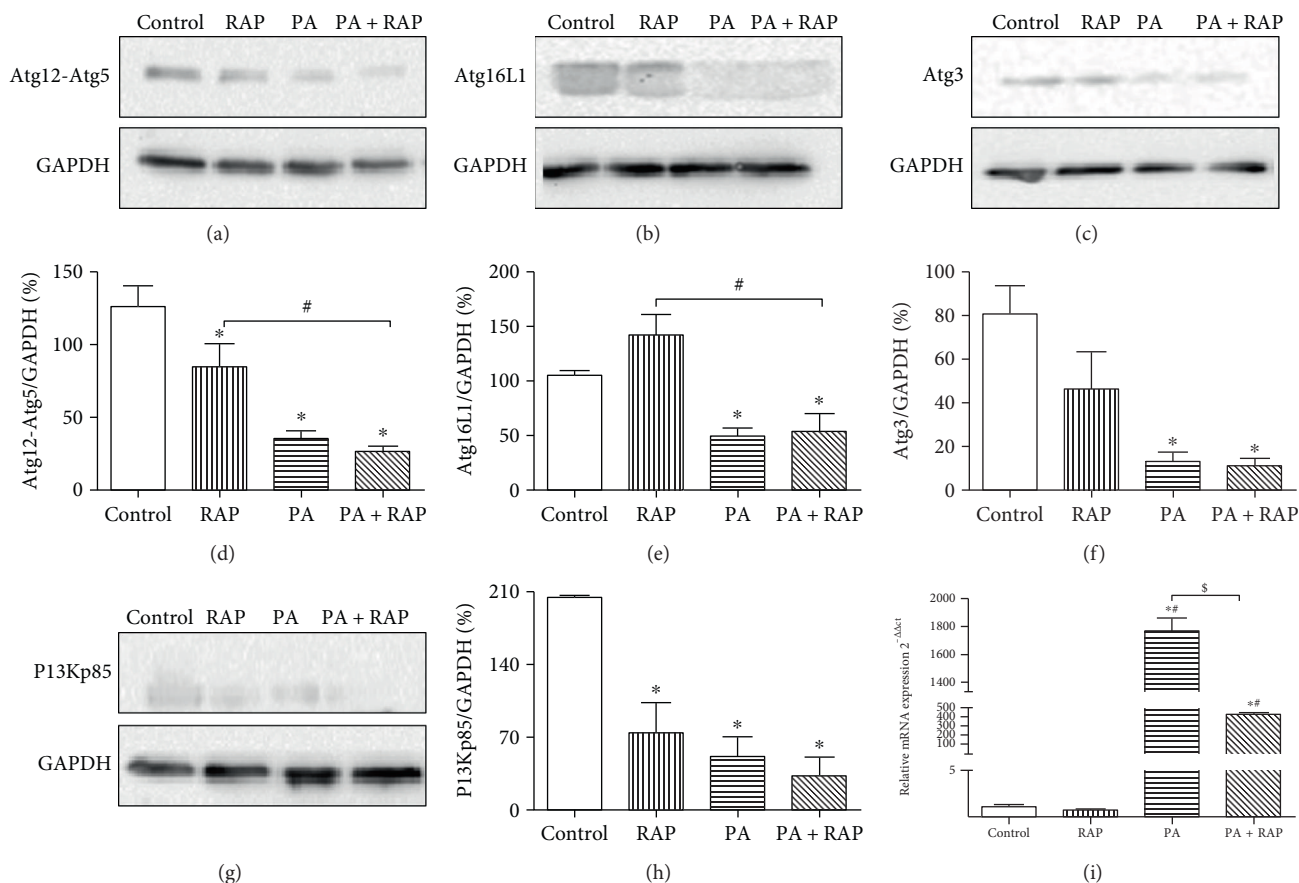 Control RAP PA PA + RAP
Atg12-Atg5
GAPDH
(a)
Control RAP PA PA + RAP
Atg16L1
GAPDH
(b)
Control RAP PA PA + RAP
Atg3
GAPDH
(c)
Atg12-Atg5/GAPDH (%)
150
100
50
0
*
*
*
#
Control RAP PA PA + RAP
(d)
Atg16L1/GAPDH (%)
200
150
100
50
0
#
*
*
Control RAP PA PA + RAP
(e)
Atg3/GAPDH (%)
100
80
60
40
20
0
*
*
Control RAP PA PA + RAP
(f)
Control RAP PA PA + RAP
P13Kp85
GAPDH
(g)
P13Kp85/GAPDH (%)
210
140
70
0
*
*
*
Control RAP PA PA + RAP
(h)
Relative mRNA expression 2^−ΔΔct
2000
1800
1600
1400
500
400
300
200
100
5
$
*#
*#
Control RAP PA PA + RAP
(i)